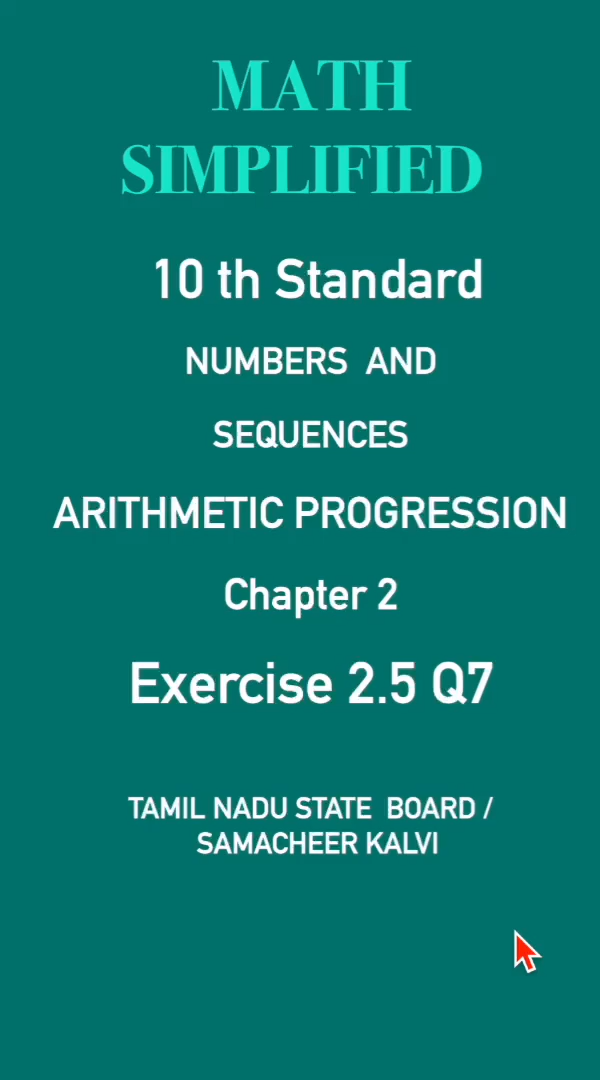 MATH
SIMPLIFIED
10 th Standard
NUMBERS AND
SEQUENCES
ARITHMETIC PROGRESSION
Chapter 2
Exercise 2.5 Q7
TAMIL NADU STATE BOARD /
SAMACHEER KALVI